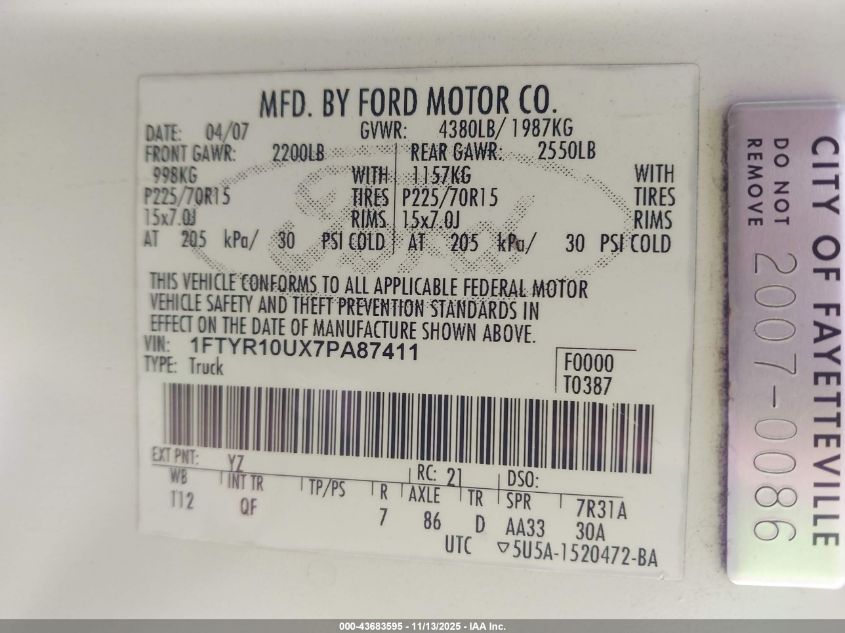 MFD. BY FORD MOTOR CO.
DATE: 04/07 GVWR: 4380LB/ 1987KG
FRONT GAWR: 2200LB REAR GAWR: 2550LB
998KG WITH 1157KG WITH
P225/70R15 TIRES P225/70R15 TIRES
15x7.0J RIMS 15x7.0J RIMS
AT 205 kPa/ 30 PSI COLD AT 205 kPa/ 30 PSI COLD
Ford
THIS VEHICLE CONFORMS TO ALL APPLICABLE FEDERAL MOTOR
VEHICLE SAFETY AND THEFT PREVENTION STANDARDS IN
EFFECT ON THE DATE OF MANUFACTURE SHOWN ABOVE.
VIN: 1FTYR10UX7PA87411
TYPE: Truck
F0000
T0387
EXT PNT: YZ RC: 21 DSO:
WB INT TR TP/PS R AXLE TR SPR 7R31A
T12 QF 7 86 D AA33 30A
UTC ▽5U5A-1520472-BA
CITY OF FAYETTEVILLE
DO NOT
REMOVE
2007-0086
000-43683595 - 11/13/2025 - IAA Inc.